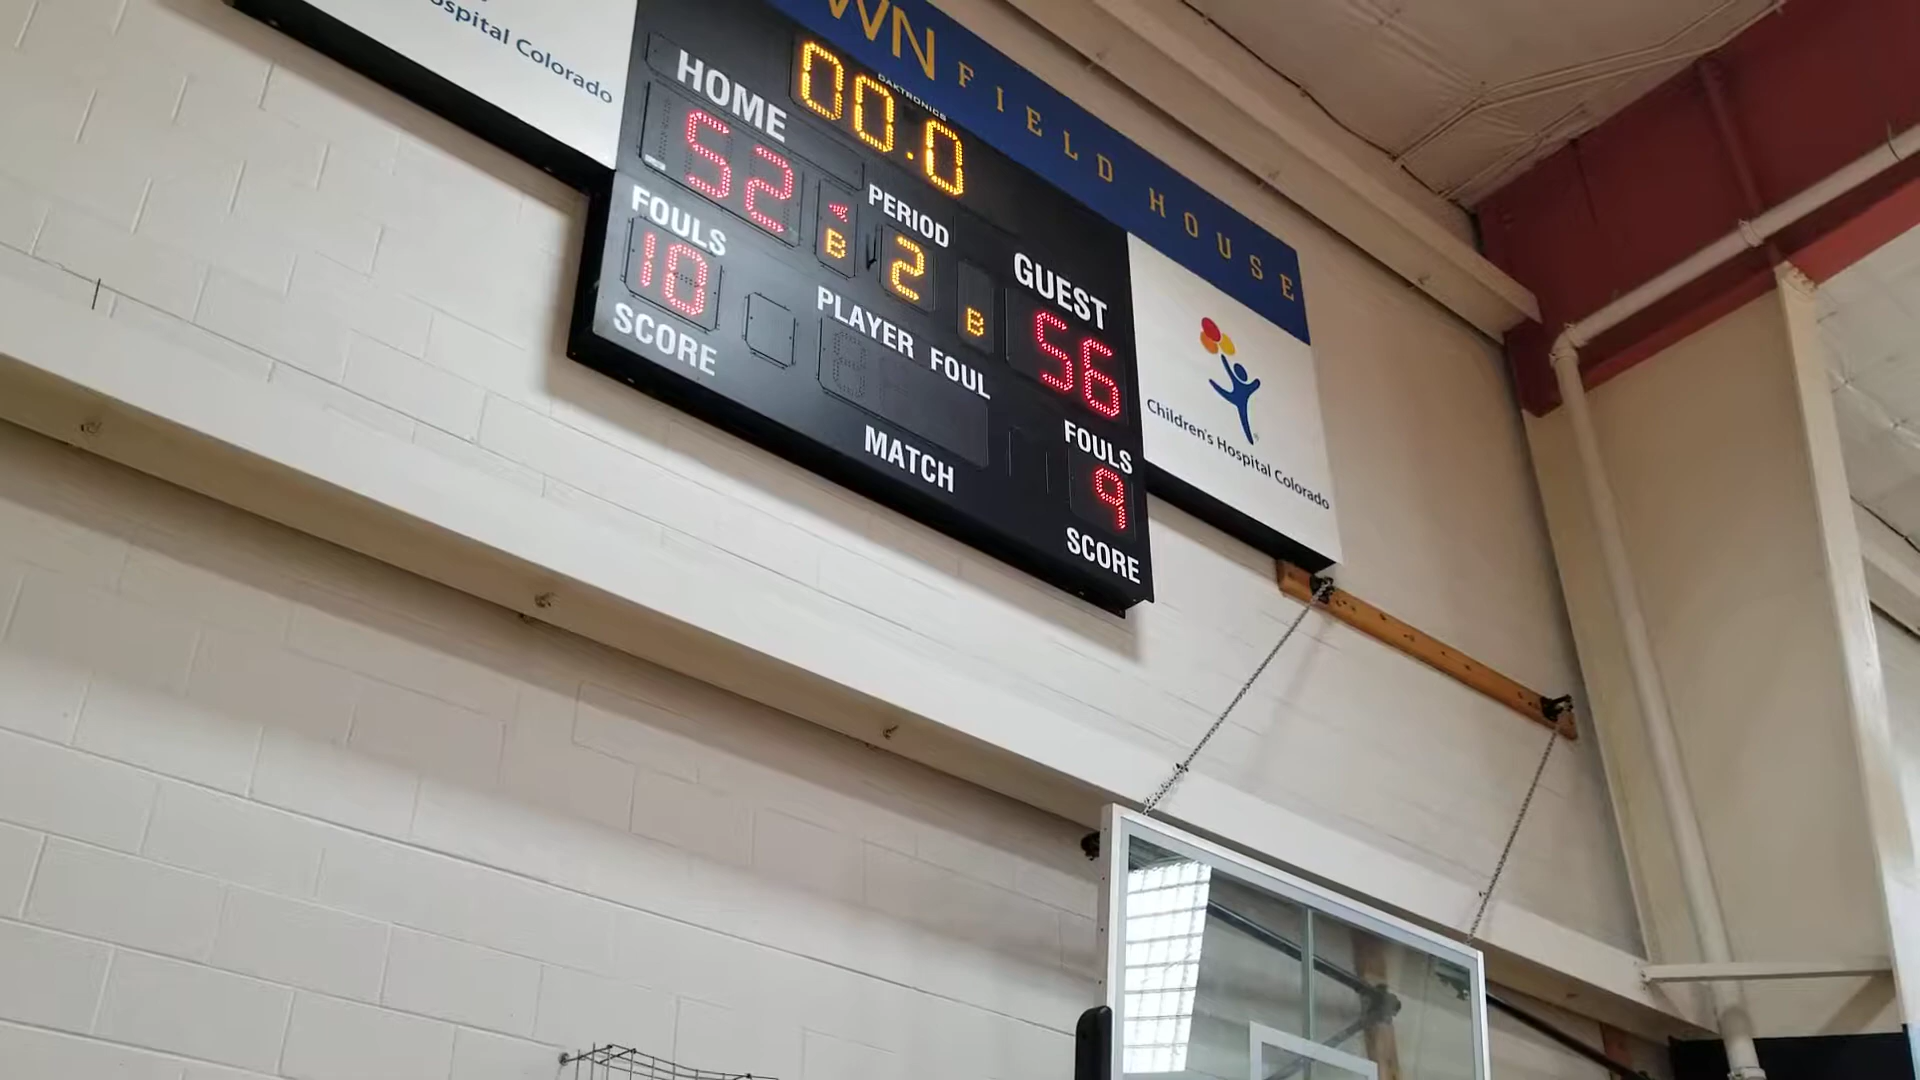 Hospital Colorado
WN FIELD HOUSE
DAKTRONICS
00.0
HOME
52
PERIOD
2
B
B
GUEST
56
FOULS
10
PLAYER FOUL
FOULS
9
SCORE
MATCH
SCORE
Children's Hospital Colorado